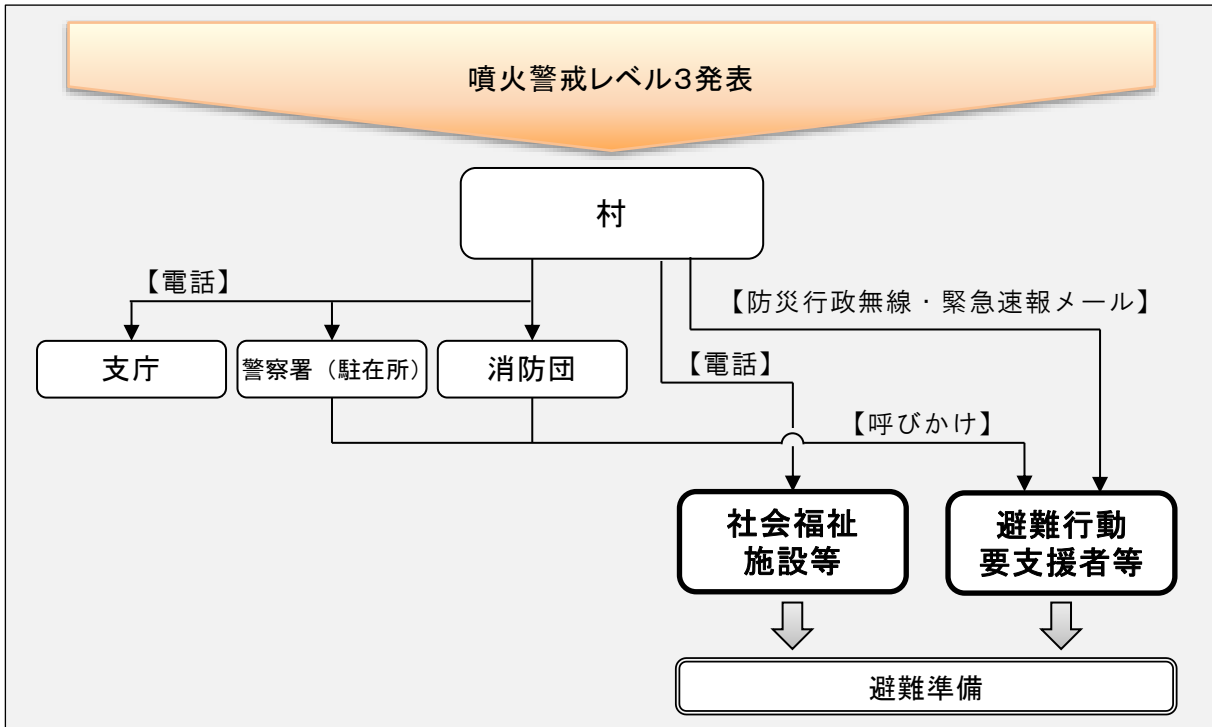 噴火警戒レベル3発表
村
【電話】
【防災行政無線・緊急速報メール】
支庁
警察署（駐在所）
消防団
【電話】
【呼びかけ】
社会福祉
施設等
避難行動
要支援者等
避難準備